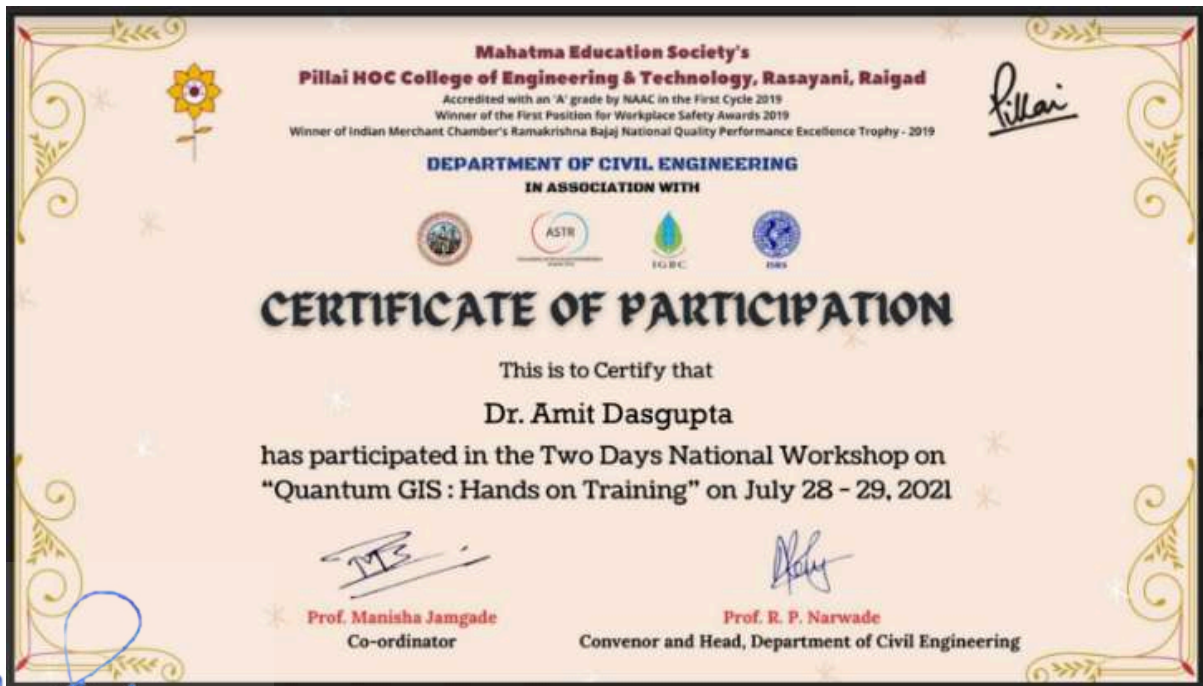 Mahatma Education Society's
Pillai HOC College of Engineering & Technology, Rasayani, Raigad
Accredited with an 'A' grade by NAAC in the First Cycle 2019
Winner of the First Position for Workplace Safety Awards 2019
Winner of Indian Merchant Chamber's Ramakrishna Bajaj National Quality Performance Excellence Trophy - 2019
Pillai
DEPARTMENT OF CIVIL ENGINEERING
IN ASSOCIATION WITH
ASTR
IGBC
ISRS
CERTIFICATE OF PARTICIPATION
This is to Certify that
Dr. Amit Dasgupta
has participated in the Two Days National Workshop on
“Quantum GIS : Hands on Training” on July 28 - 29, 2021
Prof. Manisha Jamgade
Prof. R. P. Narwade
Co-ordinator
Convenor and Head, Department of Civil Engineering